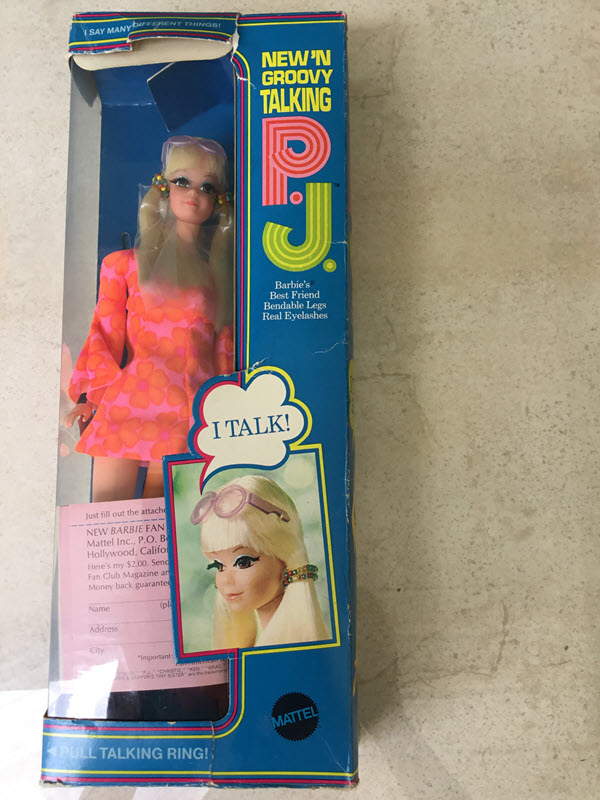 I SAY MANY DIFFERENT THINGS!
NEW 'N
GROOVY
TALKING
P.J.
Barbie's
Best Friend
Bendable Legs
Real Eyelashes
I TALK!
Just fill out the attache
NEW BARBIE FAN
Mattel Inc., P.O. B
Hollywood, Califo
Here's my $2.00. Send
Fan Club Magazine an
Money back guarante
Name (pl
Address
City
"Important
MATTEL
PULL TALKING RING!